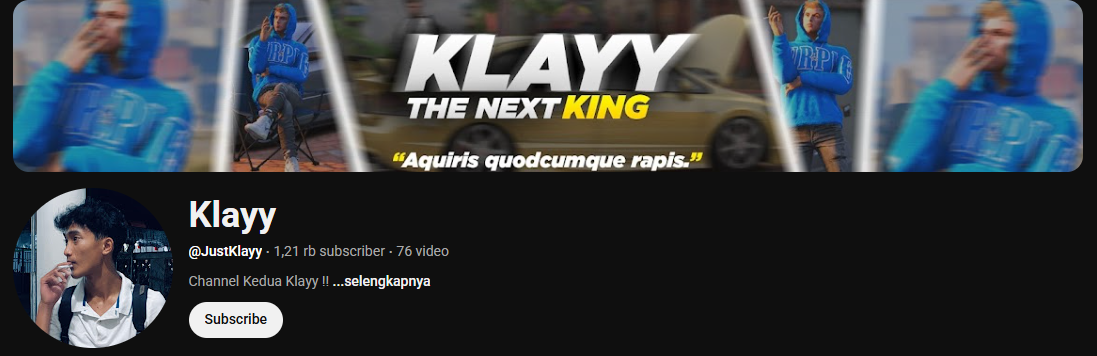 KLAYY
THE NEXT KING
“Aquiris quodcumque rapis.”
Klayy
@JustKlayy · 1,21 rb subscriber · 76 video
Channel Kedua Klayy !! ...selengkapnya
Subscribe